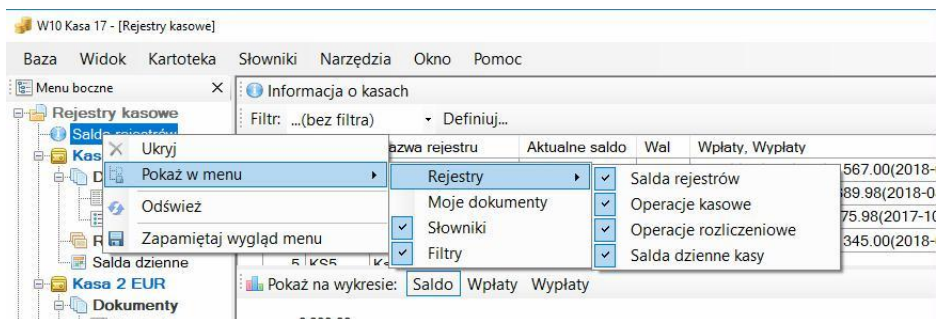 W10 Kasa 17 - [Rejestry kasowe]
Baza Widok Kartoteka Słowniki Narzędzia Okno Pomoc
Menu boczne
Informacja o kasach
Rejestry kasowe
Filtr: ...(bez filtra) Definiuj...
Aktualne saldo Wal Wpłaty, Wypłaty
rejestru
Ukryj
Pokaż w menu
Odśwież
Zapamiętaj wygląd menu
Rejestry
Moje dokumenty
Słowniki
Filtry
Salda rejestrów
Operacje kasowe
Operacje rozliczeniowe
Salda dzienne kasy
Salda dzienne
5 KS5
Kasa 2 EUR
Dokumenty
Pokaż na wykresie: Saldo Wpłaty Wypłaty